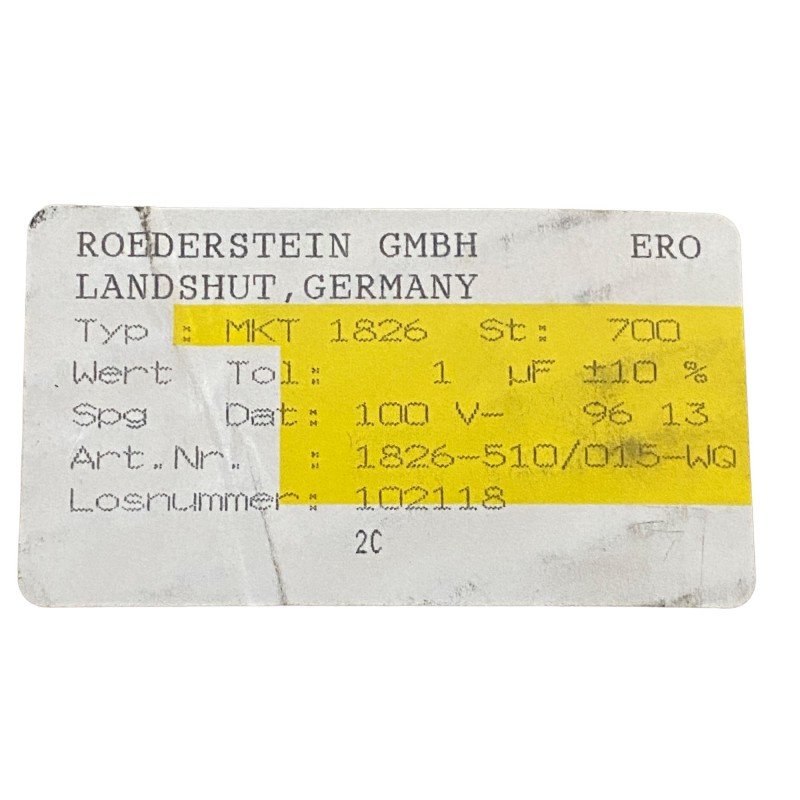 ROEDERSTEIN GMBH ERO
LANDSHUT,GERMANY
Typ : MKT 1826 St: 700
Wert Tol: 1 µF ±10 %
Spg Dat: 100 V- 96 13
Art.Nr. : 1826-510/015-WQ
Losnummer: 102118
2C